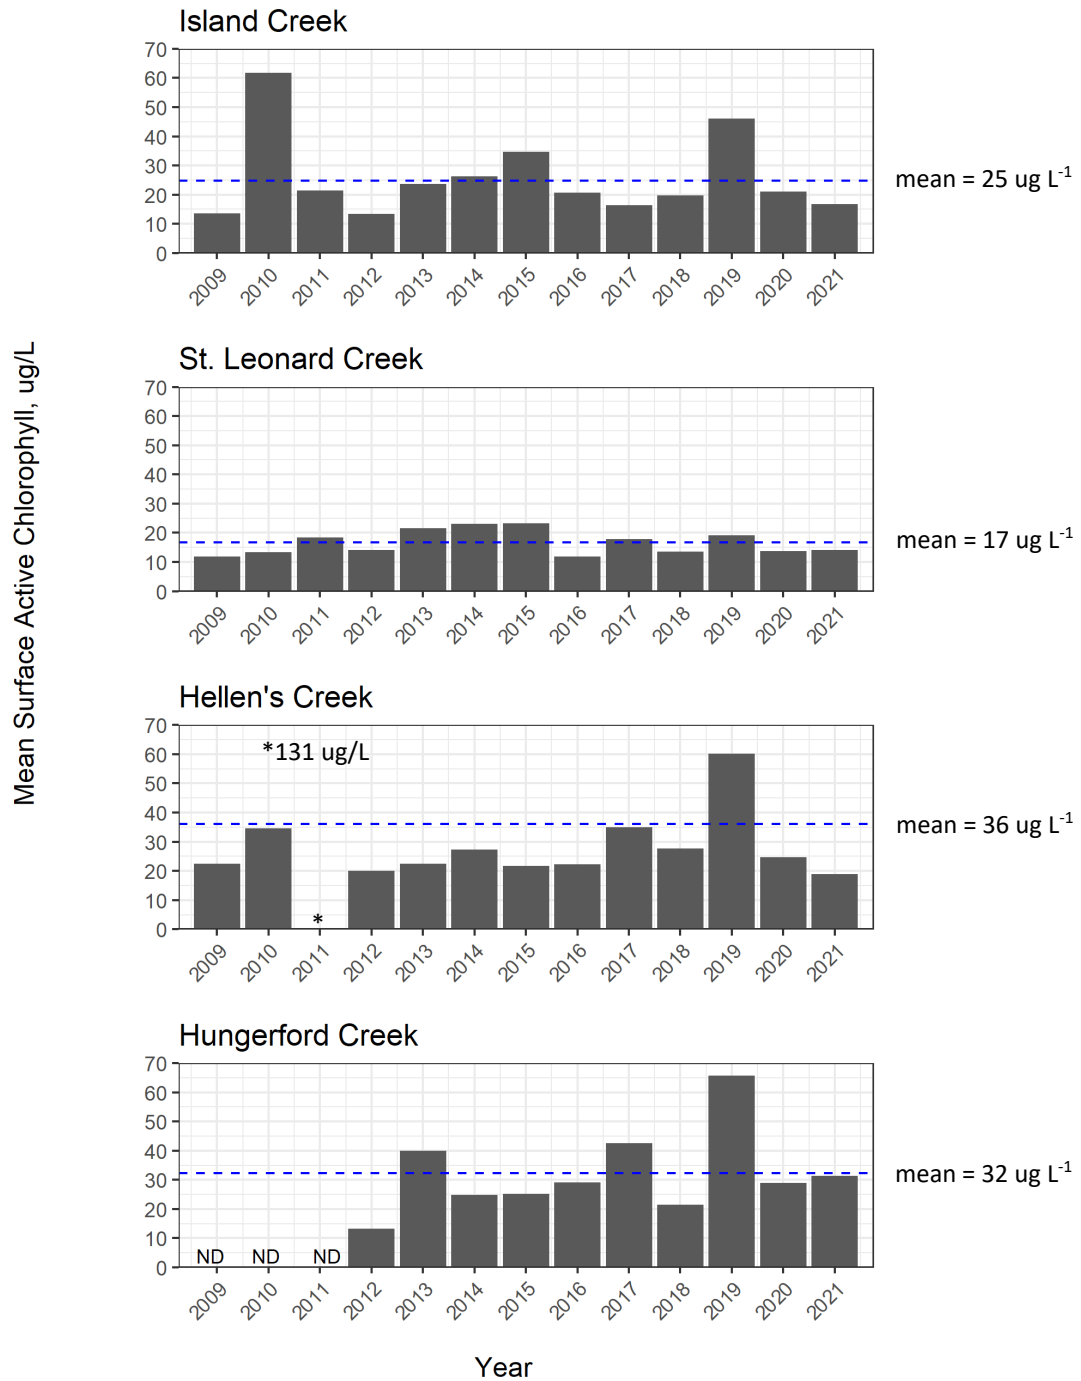 Mean Surface Active Chlorophyll, ug/L
Island Creek
70
60
50
40
30
20
10
0
2009 2010 2011 2012 2013 2014 2015 2016 2017 2018 2019 2020 2021
mean = 25 ug L⁻¹
St. Leonard Creek
70
60
50
40
30
20
10
0
2009 2010 2011 2012 2013 2014 2015 2016 2017 2018 2019 2020 2021
mean = 17 ug L⁻¹
Hellen's Creek
70
60
50
40
30
20
10
0
*131 ug/L
*
2009 2010 2011 2012 2013 2014 2015 2016 2017 2018 2019 2020 2021
mean = 36 ug L⁻¹
Hungerford Creek
70
60
50
40
30
20
10
0
ND ND ND
2009 2010 2011 2012 2013 2014 2015 2016 2017 2018 2019 2020 2021
mean = 32 ug L⁻¹
Year